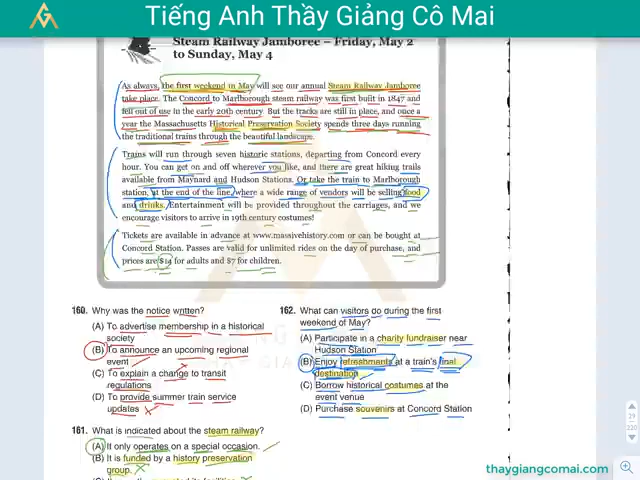 Tiếng Anh Thầy Giảng Cô Mai
Steam Railway Jamboree – Friday, May 2
to Sunday, May 4
As always, the first weekend in May will see our annual Steam Railway Jamboree
take place. The Concord to Marlborough steam railway was first built in 1847 and
fell out of use in the early 20th century. But the tracks are still in place, and once a
year the Massachusetts Historical Preservation Society spends three days running
the traditional trains through the beautiful landscape.
Trains will run through seven historic stations, departing from Concord every
hour. You can get on and off wherever you like, and there are great hiking trails
available from Maynard and Hudson Stations. Or take the train to Marlborough
station, at the end of the line, where a wide range of vendors will be selling food
and drinks. Entertainment will be provided throughout the carriages, and we
encourage visitors to arrive in 19th century costumes!
Tickets are available in advance at www.massivehistory.com or can be bought at
Concord Station. Passes are valid for unlimited rides on the day of purchase, and
prices are $14 for adults and $7 for children.
160. Why was the notice written?
(A) To advertise membership in a historical
society
(B) To announce an upcoming regional
event
(C) To explain a change to transit
regulations
(D) To provide summer train service
updates
161. What is indicated about the steam railway?
(A) It only operates on a special occasion.
(B) It is funded by a history preservation
group.
162. What can visitors do during the first
weekend of May?
(A) Participate in a charity fundraiser near
Hudson Station
(B) Enjoy refreshments at a train's final
destination
(C) Borrow historical costumes at the
event venue
(D) Purchase souvenirs at Concord Station
29
220
thaygiangcomai.com